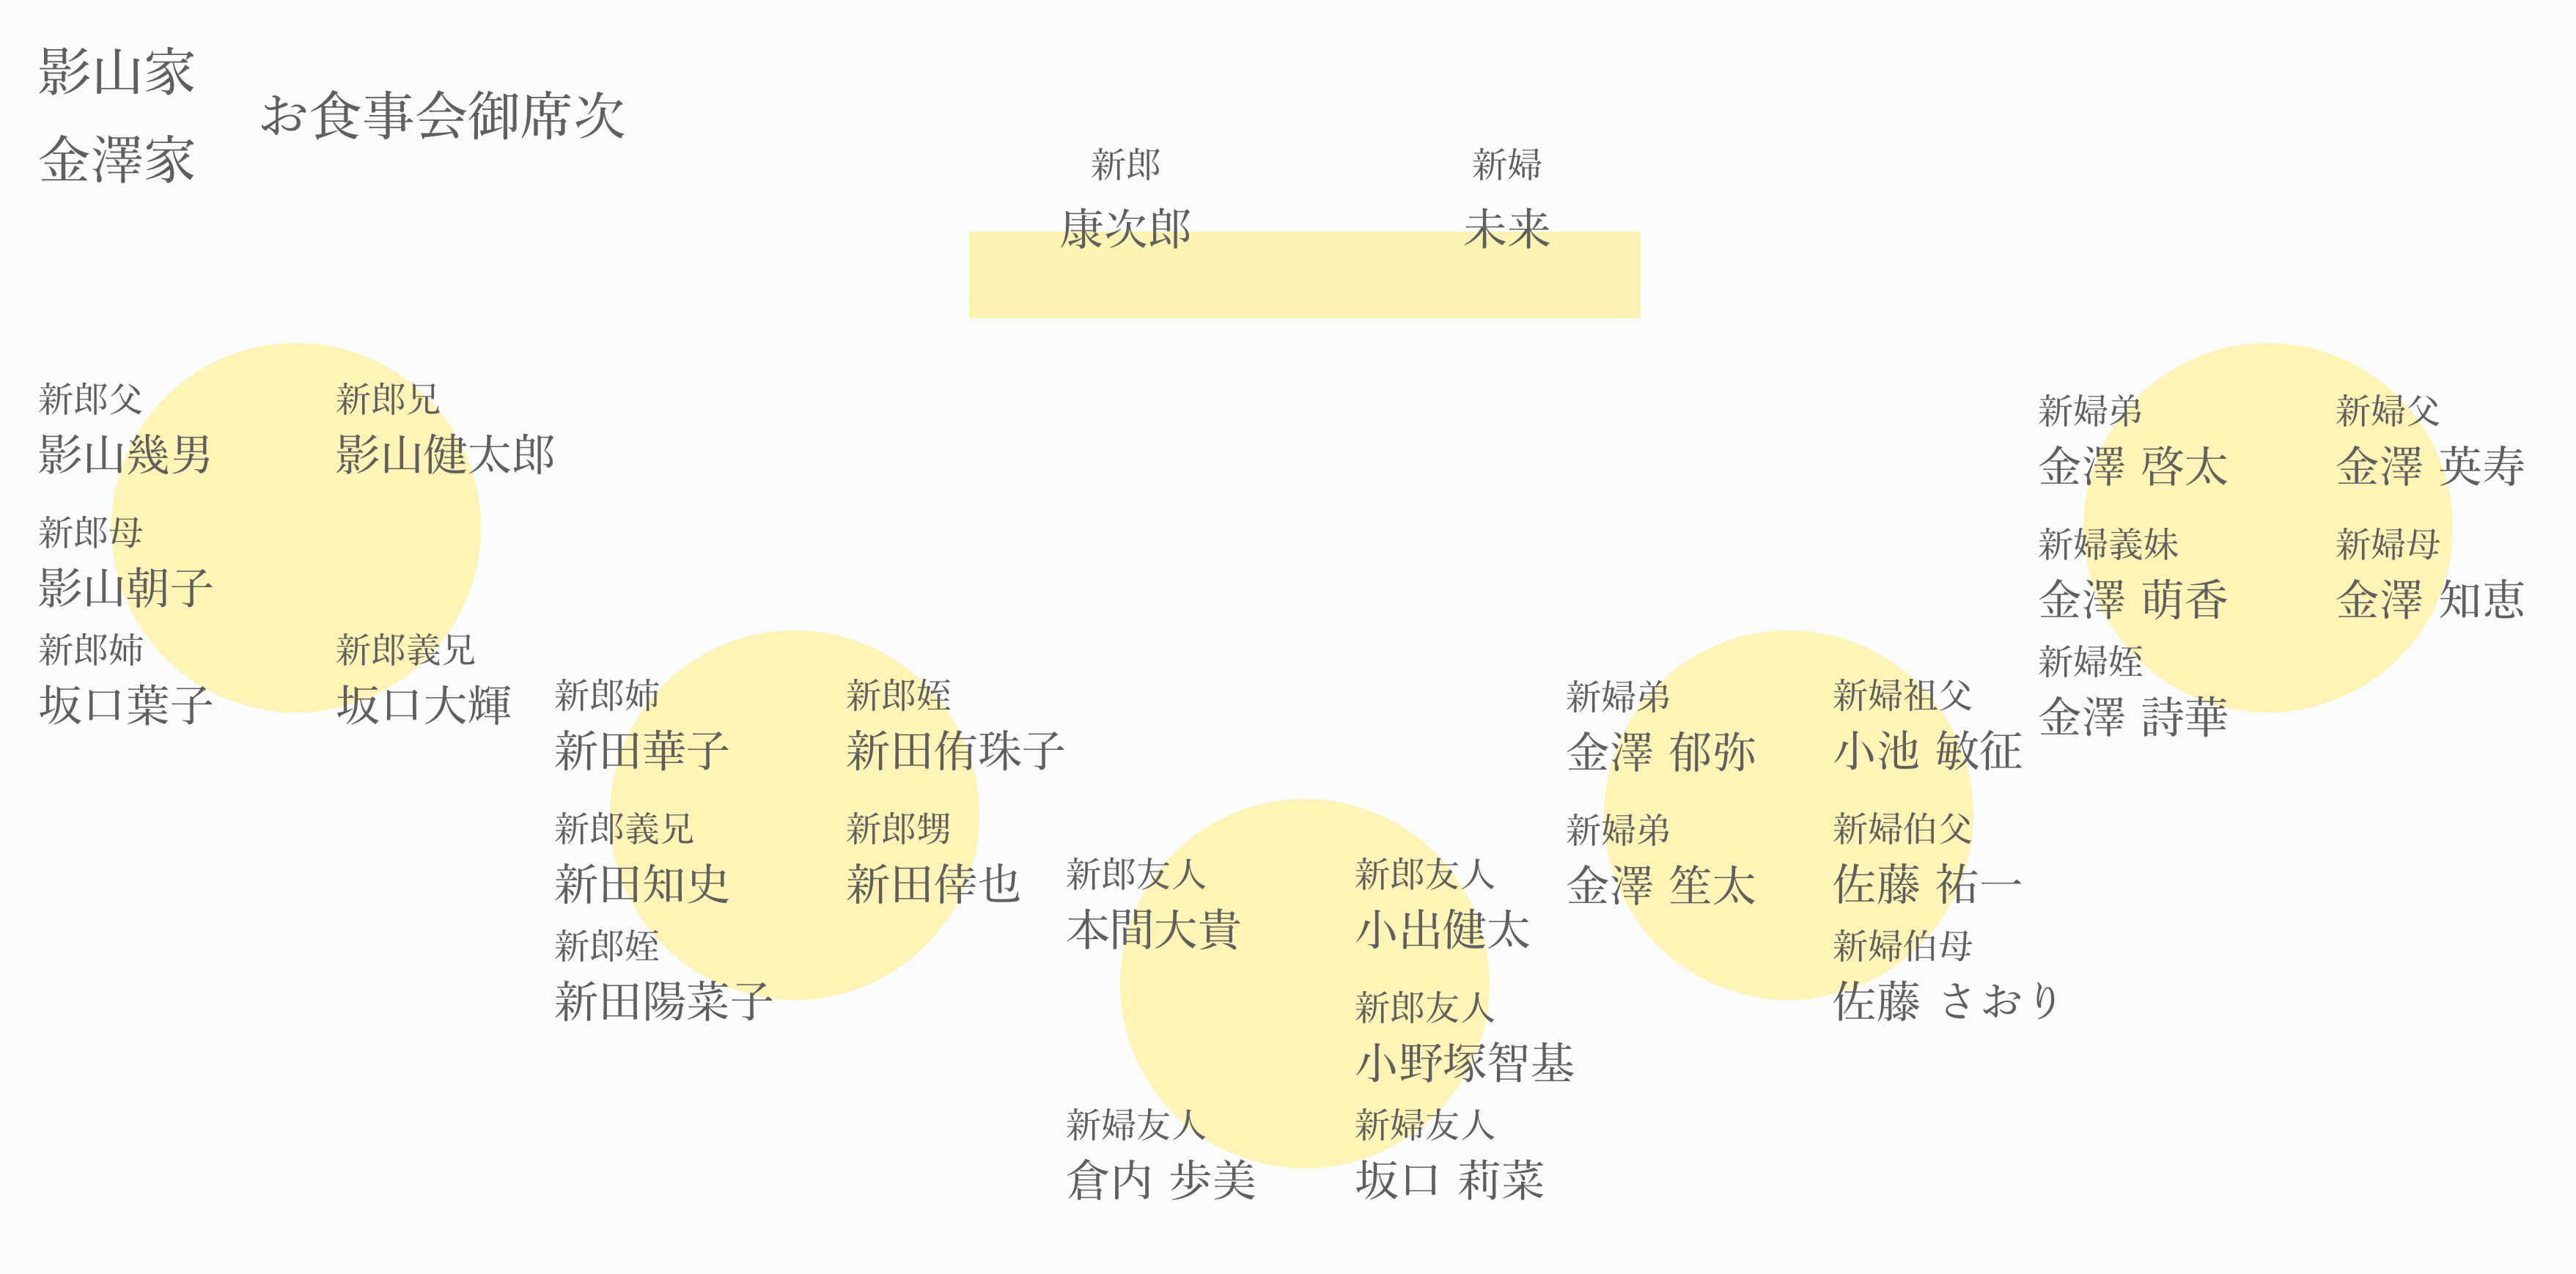 影山家
金澤家
お食事会御席次
新郎
康次郎
新婦
未来
新郎父
影山幾男
新郎兄
影山健太郎
新郎母
影山朝子
新郎姉
坂口葉子
新郎義兄
坂口大輝
新郎姉
新田華子
新郎姪
新田侑珠子
新郎義兄
新田知史
新郎甥
新田倖也
新郎姪
新田陽菜子
新郎友人
本間大貴
新郎友人
小出健太
新郎友人
小野塚智基
新婦友人
倉内 歩美
新婦友人
坂口 莉菜
新婦弟
金澤 郁弥
新婦祖父
小池 敏征
新婦弟
金澤 笙太
新婦伯父
佐藤 祐一
新婦伯母
佐藤 さおり
新婦弟
金澤 啓太
新婦父
金澤 英寿
新婦義妹
金澤 萌香
新婦母
金澤 知恵
新婦姪
金澤 詩華